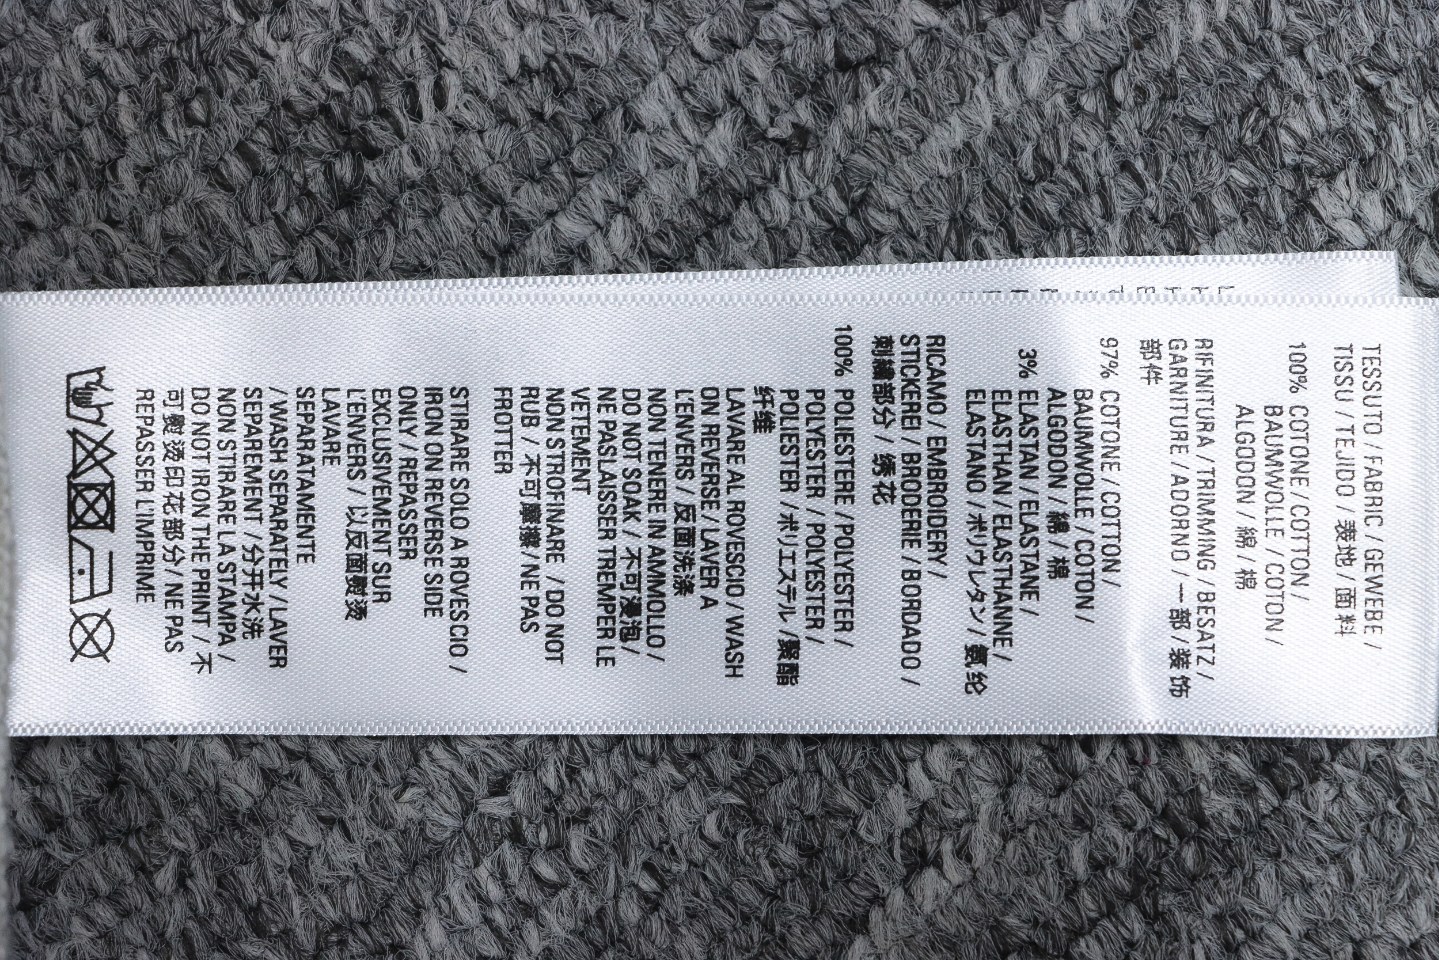 TESSUTO / FABRIC / GEWEBE /
TISSU / TEJIDO / 表地 / 面料
100% COTONE / COTTON /
BAUMWOLLE / COTON /
ALGODON / 綿 / 棉
RIFINITURA / TRIMMING / BESATZ /
GARNITURE / ADORNO / 一部 / 装饰
部件
97% COTONE / COTTON /
BAUMWOLLE / COTON /
ALGODON / 綿 / 棉
3% ELASTAN / ELASTANE /
ELASTHAN / ELASTHANNE /
ELASTANO / ポリウレタン / 氨纶
RICAMO / EMBROIDERY /
STICKEREI / BRODERIE / BORDADO /
刺繍部分 / 绣花
100% POLIESTERE / POLYESTER /
POLYESTER / POLYESTER /
POLIESTER / ポリエステル / 聚酯
纤维
LAVARE AL ROVESCIO / WASH
ON REVERSE / LAVER A
L'ENVERS / 反面洗涤
NON TENERE IN AMMOLLO /
DO NOT SOAK / 不可浸泡 /
NE PAS LAISSER TREMPER LE
VETEMENT
NON STROFINARE / DO NOT
RUB / 不可 / NE PAS
FROTTER
STIRARE SOLO A ROVESCIO /
IRON ON REVERSE SIDE
ONLY / REPASSER
EXCLUSIVEMENT SUR
L'ENVERS / 以反面熨烫
LAVARE
SEPARATAMENTE
/ WASH SEPARATELY / LAVER
SEPAREMENT / 分开水洗
NON STIRARE LA STAMPA /
DO NOT IRON THE PRINT / 不
可熨烫印花部分 / NE PAS
REPASSER L'IMPRIME